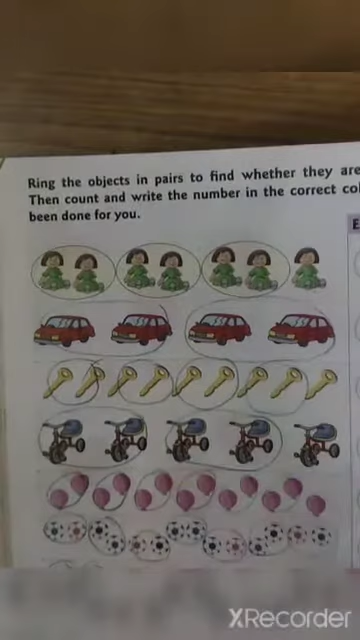 Ring the objects in pairs to find whether they are
Then count and write the number in the correct
been done for you.
E
XRecorder